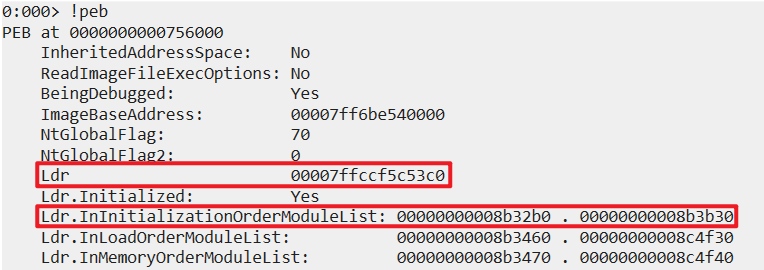 0:000> !peb
PEB at 0000000000756000
InheritedAddressSpace: No
ReadImageFileExecOptions: No
BeingDebugged: Yes
ImageBaseAddress: 00007ff6be540000
NtGlobalFlag: 70
NtGlobalFlag2: 0
Ldr 00007ffccf5c53c0
Ldr.Initialized: Yes
Ldr.InInitializationOrderModuleList: 00000000008b32b0 . 00000000008b3b30
Ldr.InLoadOrderModuleList: 00000000008b3460 . 00000000008c4f30
Ldr.InMemoryOrderModuleList: 00000000008b3470 . 00000000008c4f40